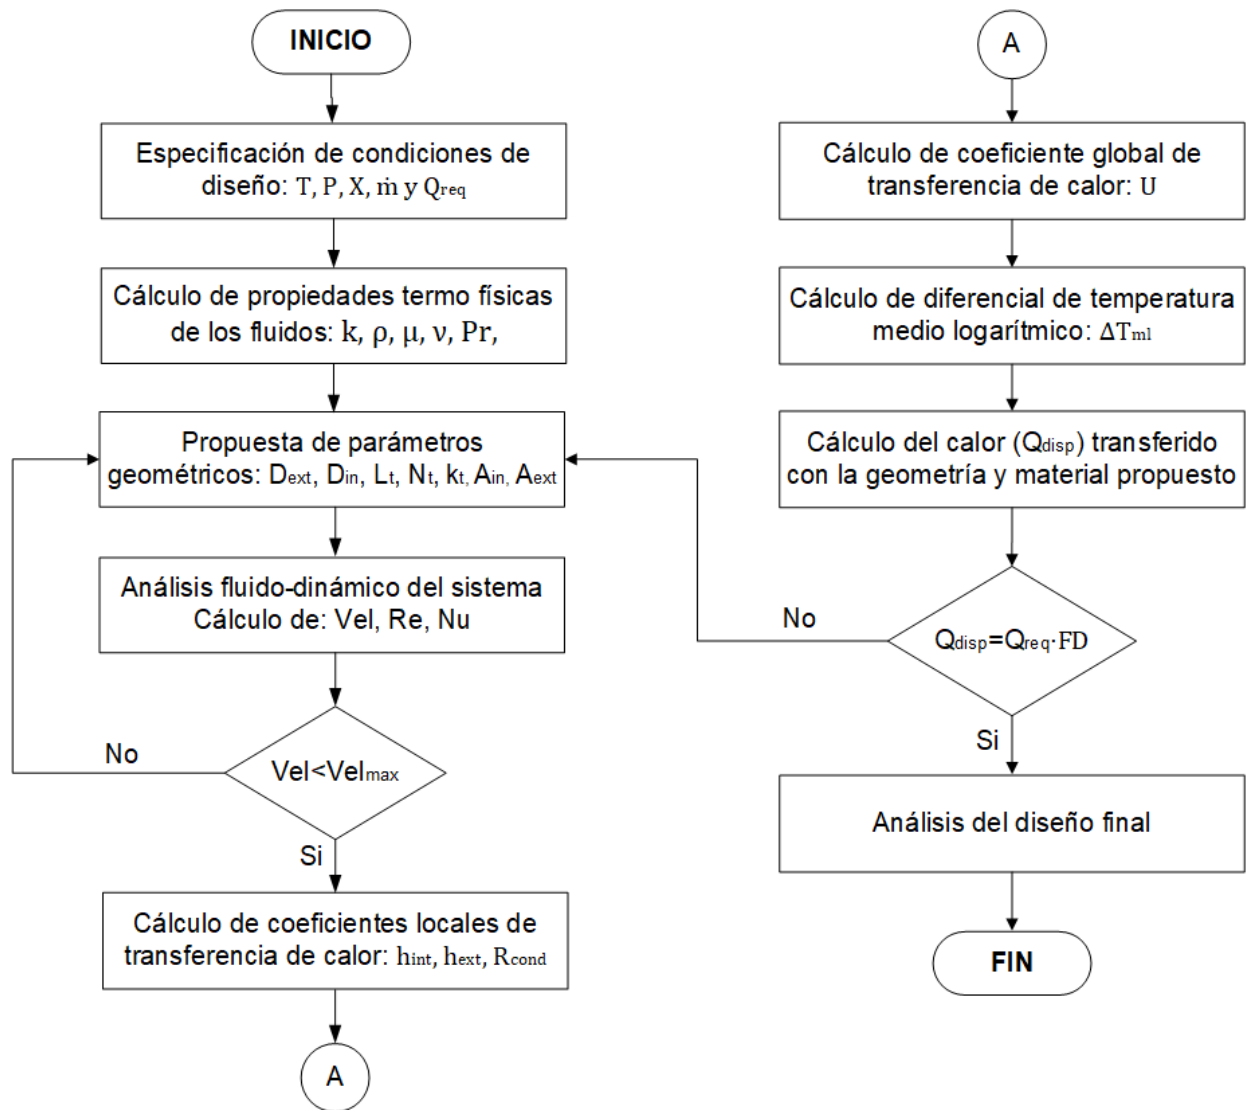 INICIO
Especificación de condiciones de
diseño: T, P, X, ṁ y Qreq
Cálculo de propiedades termo físicas
de los fluidos: k, ρ, μ, ν, Pr,
Propuesta de parámetros
geométricos: Dext, Din, Lt, Nt, kt, Ain, Aext
Análisis fluido-dinámico del sistema
Cálculo de: Vel, Re, Nu
No
Vel<Velmax
Si
Cálculo de coeficientes locales de
transferencia de calor: hint, hext, Rcond
A
A
Cálculo de coeficiente global de
transferencia de calor: U
Cálculo de diferencial de temperatura
medio logarítmico: ΔTml
Cálculo del calor (Qdisp) transferido
con la geometría y material propuesto
No
Qdisp=Qreq·FD
Si
Análisis del diseño final
FIN